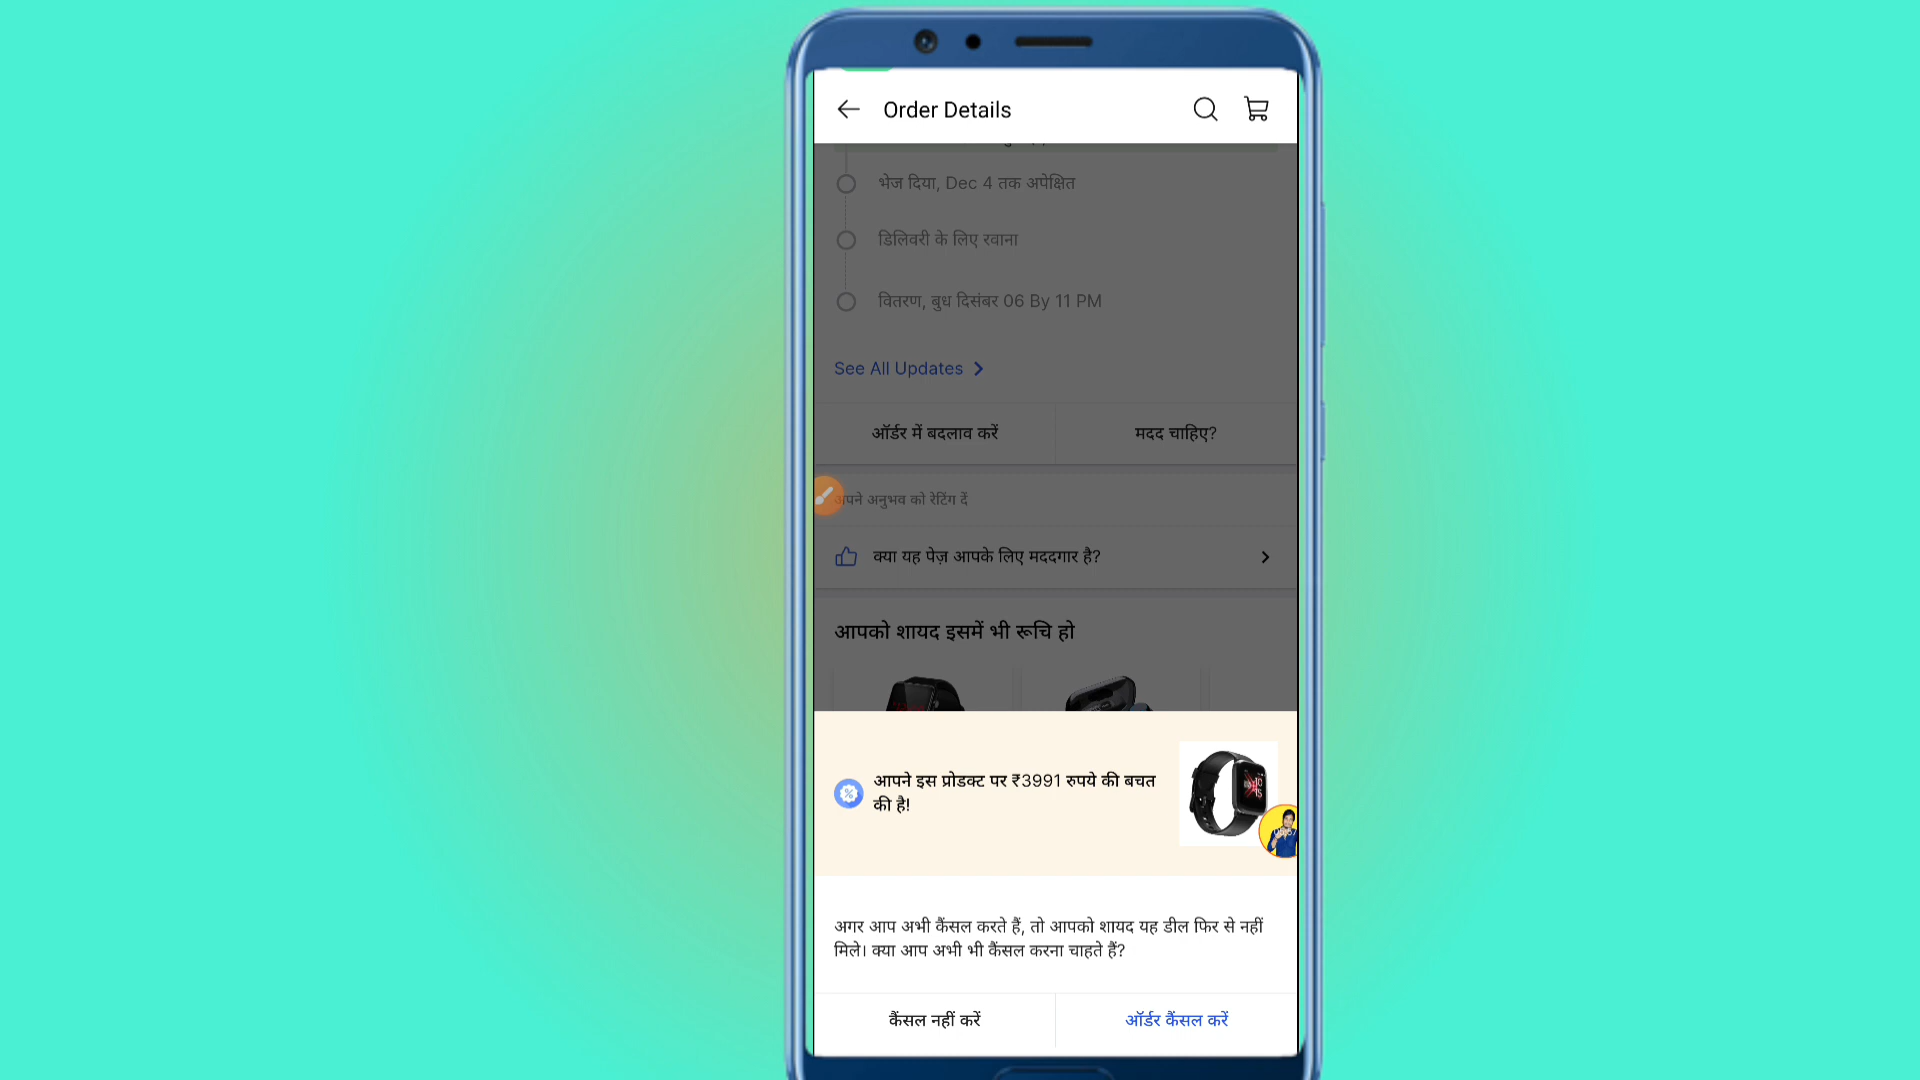 Order Details
भेज दिया, Dec 4 तक अपेक्षित
डिलिवरी के लिए रवाना
वितरण, बुध दिसंबर 06 By 11 PM
See All Updates
ऑर्डर में बदलाव करें
मदद चाहिए?
अपने अनुभव को रेटिंग दें
क्या यह पेज़ आपके लिए मददगार है?
आपको शायद इसमें भी रूचि हो
आपने इस प्रोडक्ट पर ₹3991 रुपये की बचत
की है!
अगर आप अभी कैंसल करते हैं, तो आपको शायद यह डील फिर से नहीं
मिले। क्या आप अभी भी कैंसल करना चाहते हैं?
कैंसल नहीं करें
ऑर्डर कैंसल करें